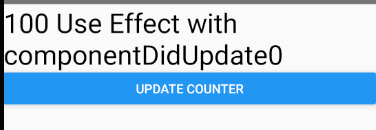 100 Use Effect with
componentDidUpdate0
UPDATE COUNTER